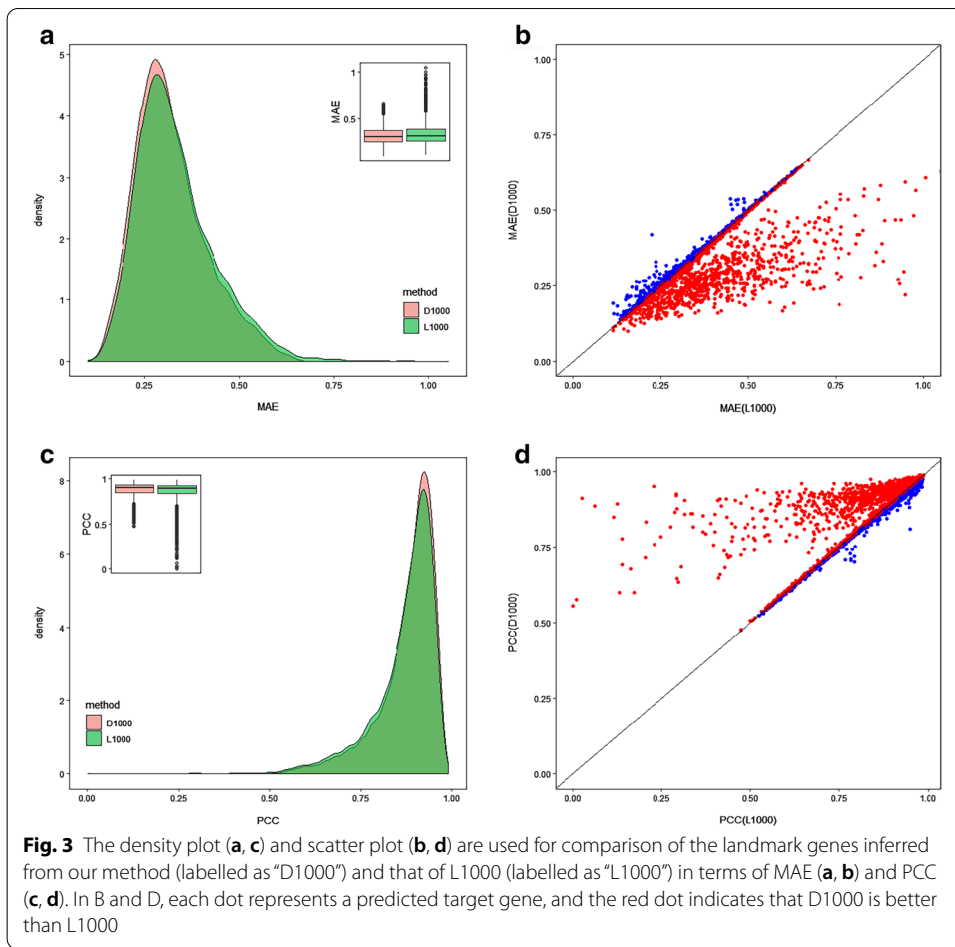 a
5
4
3
2
1
0
density
0.25
0.50
0.75
1.00
MAE
1
0.5
MAE
method
D1000
L1000
b
1.00
0.75
0.50
0.25
0.00
MAE(D1000)
0.00
0.25
0.50
0.75
1.00
MAE(L1000)
c
8
6
4
2
0
density
0.00
0.25
0.50
0.75
1.00
PCC
1
0.5
0
PCC
method
D1000
L1000
d
1.00
0.75
0.50
0.25
0.00
PCC(D1000)
0.00
0.25
0.50
0.75
1.00
PCC(L1000)
Fig. 3 The density plot (a, c) and scatter plot (b, d) are used for comparison of the landmark genes inferred
from our method (labelled as “D1000”) and that of L1000 (labelled as “L1000”) in terms of MAE (a, b) and PCC
(c, d). In B and D, each dot represents a predicted target gene, and the red dot indicates that D1000 is better
than L1000